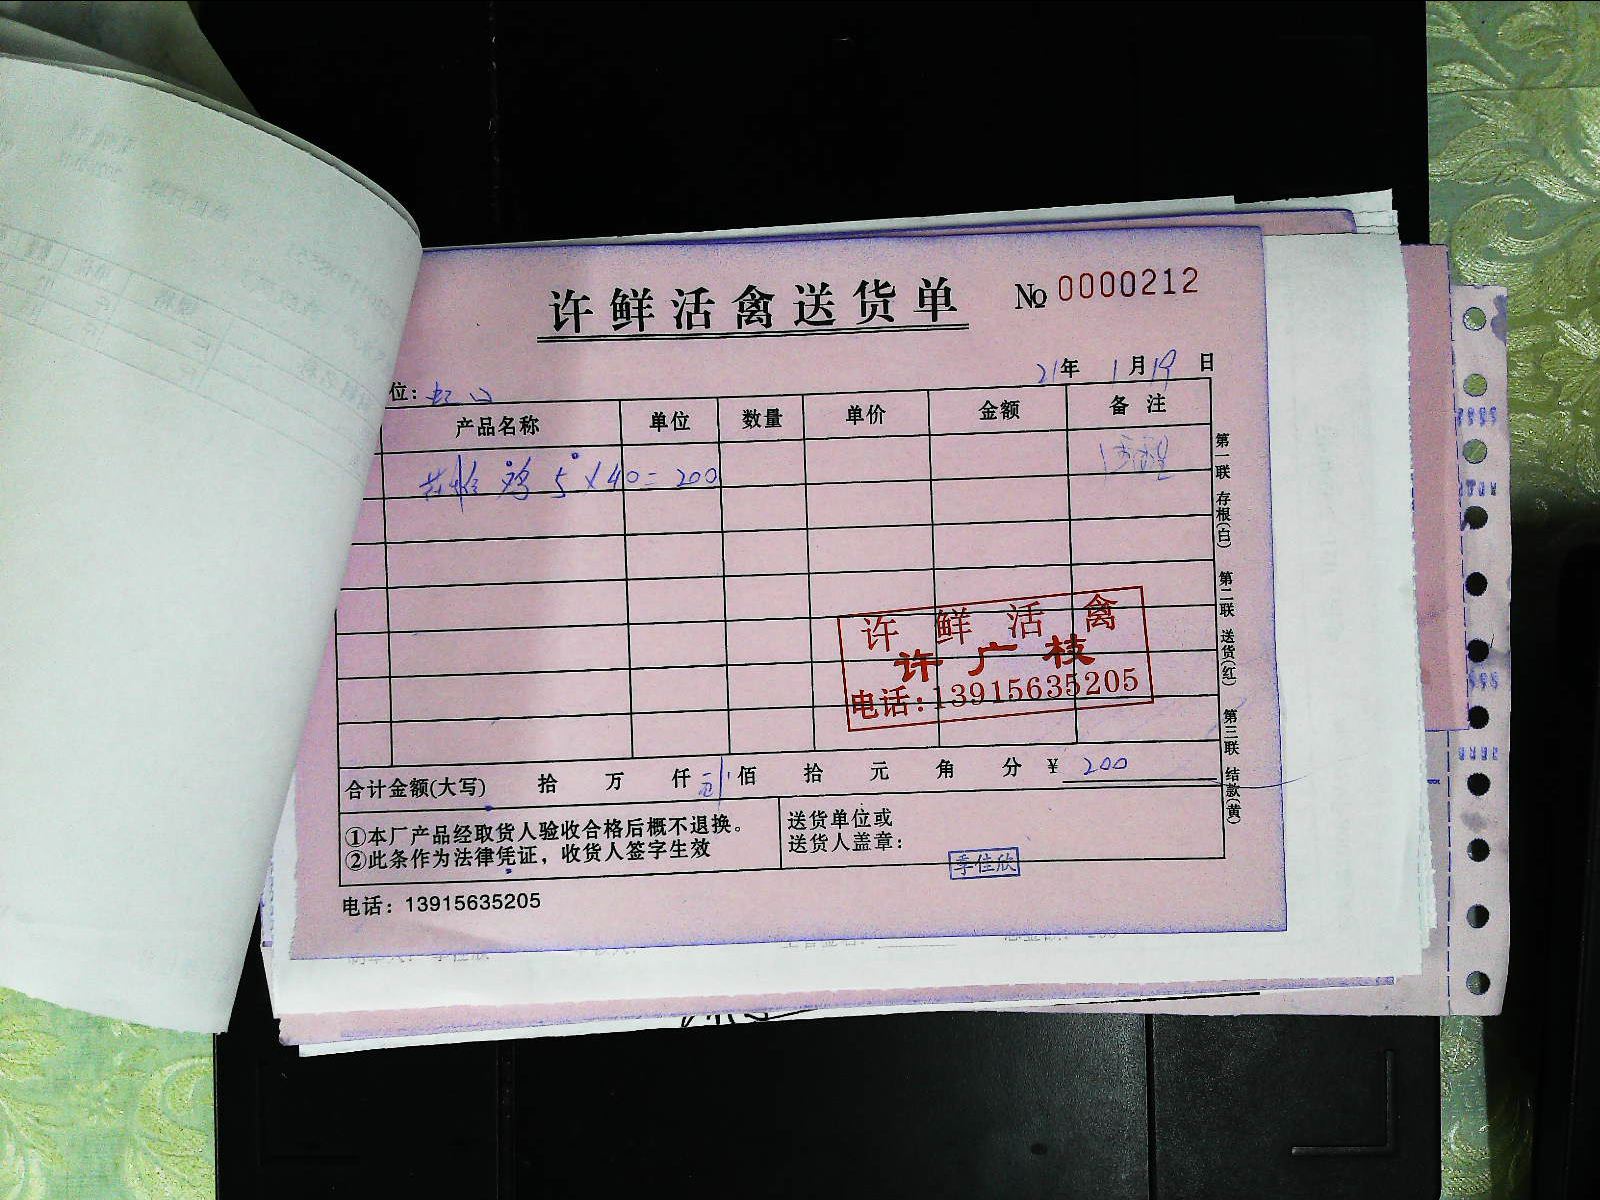 许鲜活禽送货单 № 0000212
21年 1月19日
位:
产品名称 单位 数量 单价 金额 备注
鸡 5° × 40 = 200
第一联 存根(白) 第二联 送货(红) 第三联 结款(黄)
许鲜活禽
许广枝
电话:13915635205
合计金额(大写) 拾 万 仟 佰 拾 元 角 分 ¥ 200
①本厂产品经取货人验收合格后概不退换。
②此条作为法律凭证，收货人签字生效
送货单位或
送货人盖章:
季佳欣
电话: 13915635205